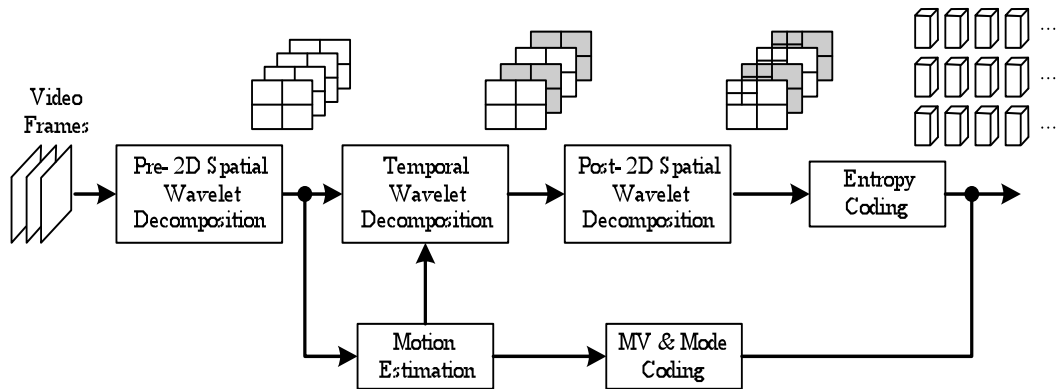 Video
Frames
Pre- 2D Spatial
Wavelet
Decomposition
Temporal
Wavelet
Decomposition
Post- 2D Spatial
Wavelet
Decomposition
Entropy
Coding
...
...
...
Motion
Estimation
MV & Mode
Coding